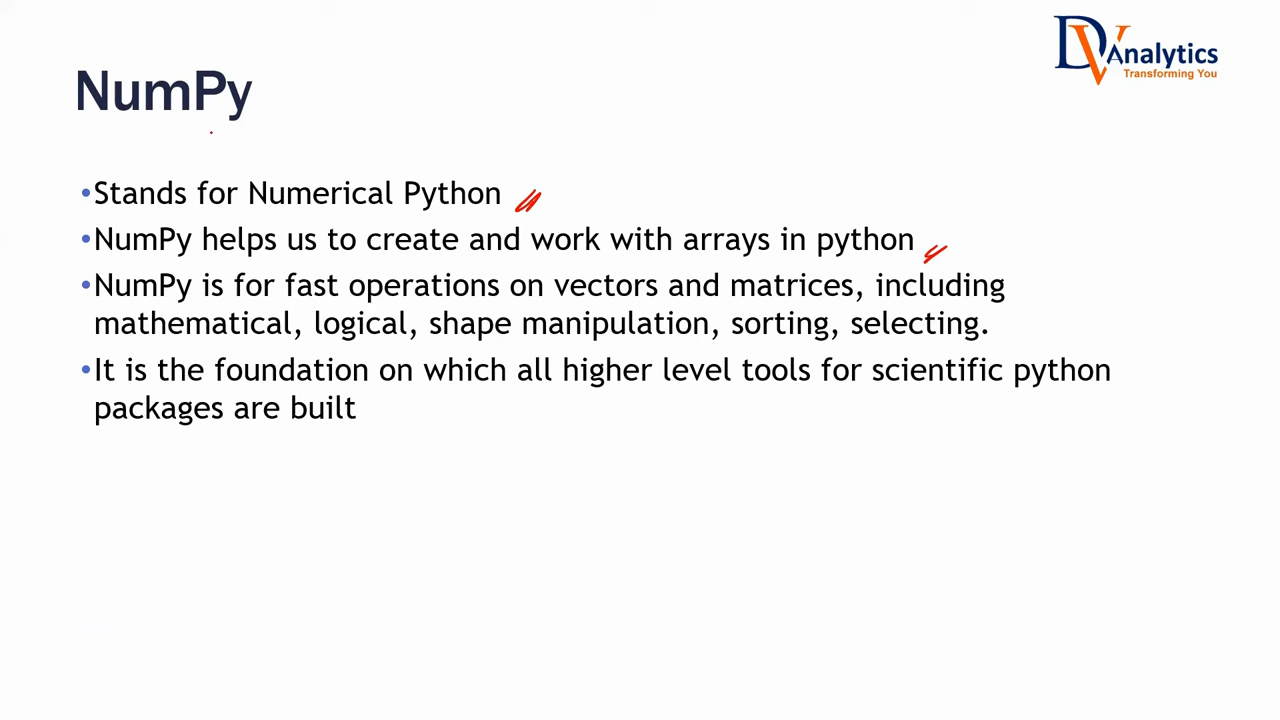 DV Analytics
Transforming You
NumPy
•Stands for Numerical Python
•NumPy helps us to create and work with arrays in python
•NumPy is for fast operations on vectors and matrices, including
mathematical, logical, shape manipulation, sorting, selecting.
•It is the foundation on which all higher level tools for scientific python
packages are built